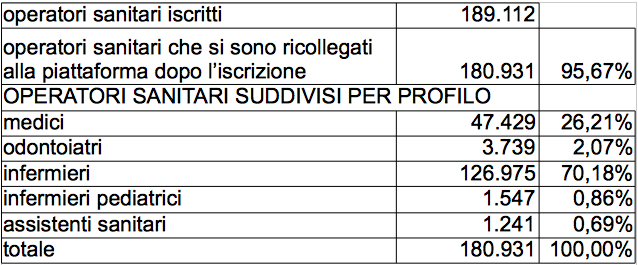 operatori sanitari iscritti 189.112
operatori sanitari che si sono ricollegati
alla piattaforma dopo l'iscrizione 180.931 95,67%
OPERATORI SANITARI SUDDIVISI PER PROFILO
medici 47.429 26,21%
odontoiatri 3.739 2,07%
infermieri 126.975 70,18%
infermieri pediatrici 1.547 0,86%
assistenti sanitari 1.241 0,69%
totale 180.931 100,00%